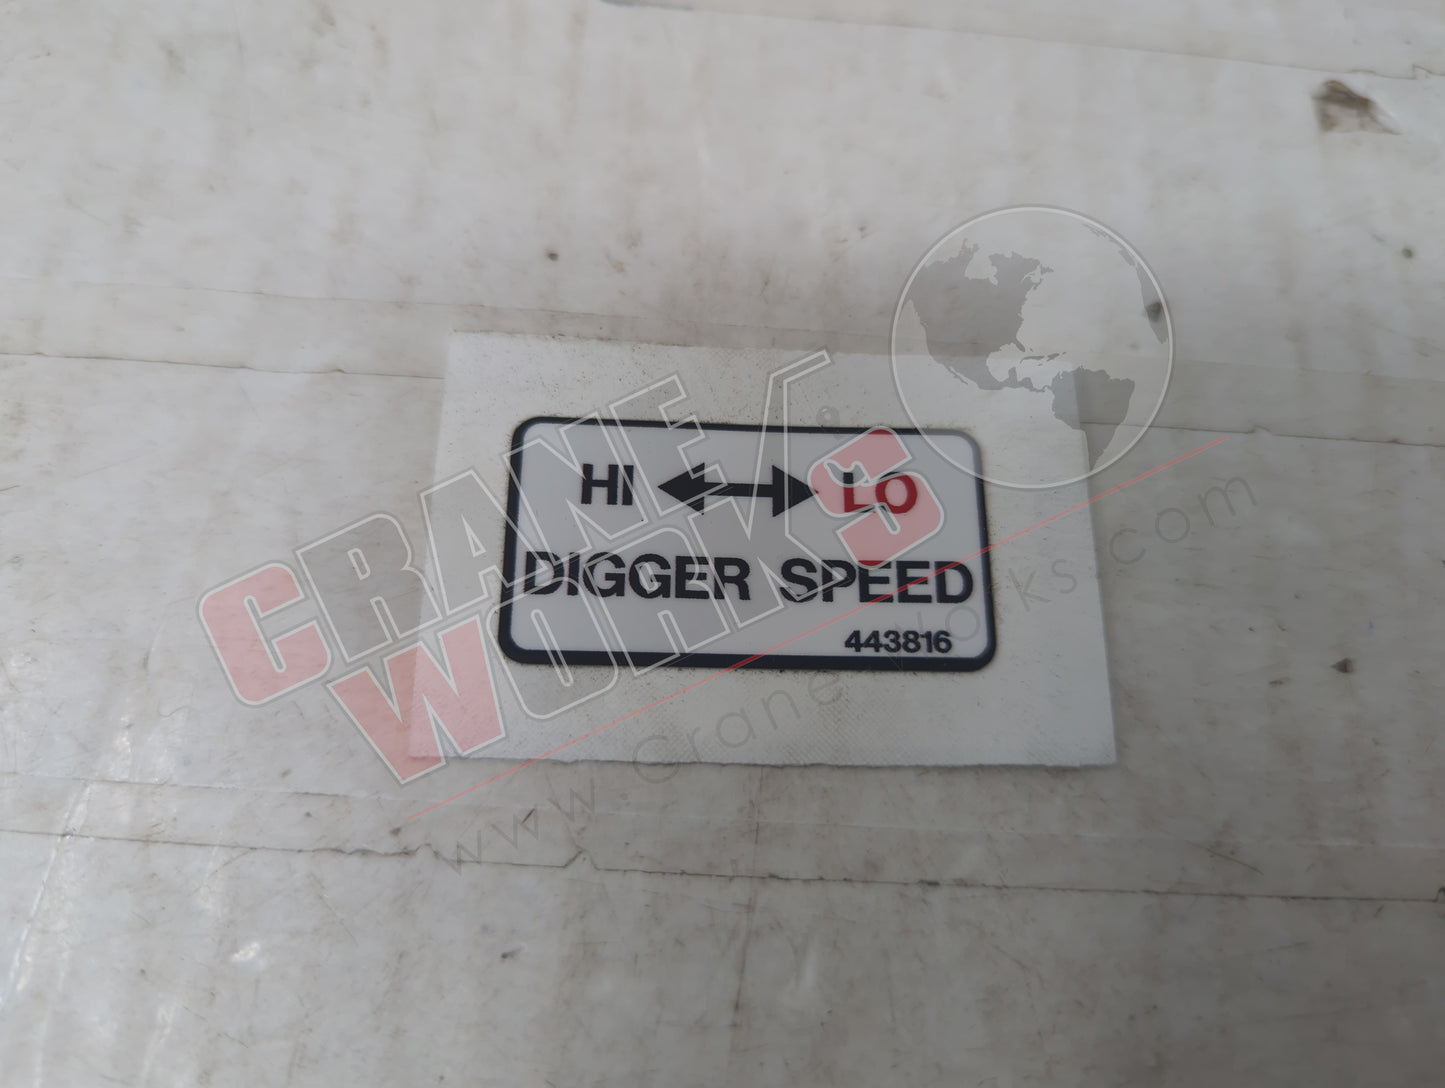 HI LO
DIGGER SPEED
443816
CRANE
WORKS
www.craneworks.com